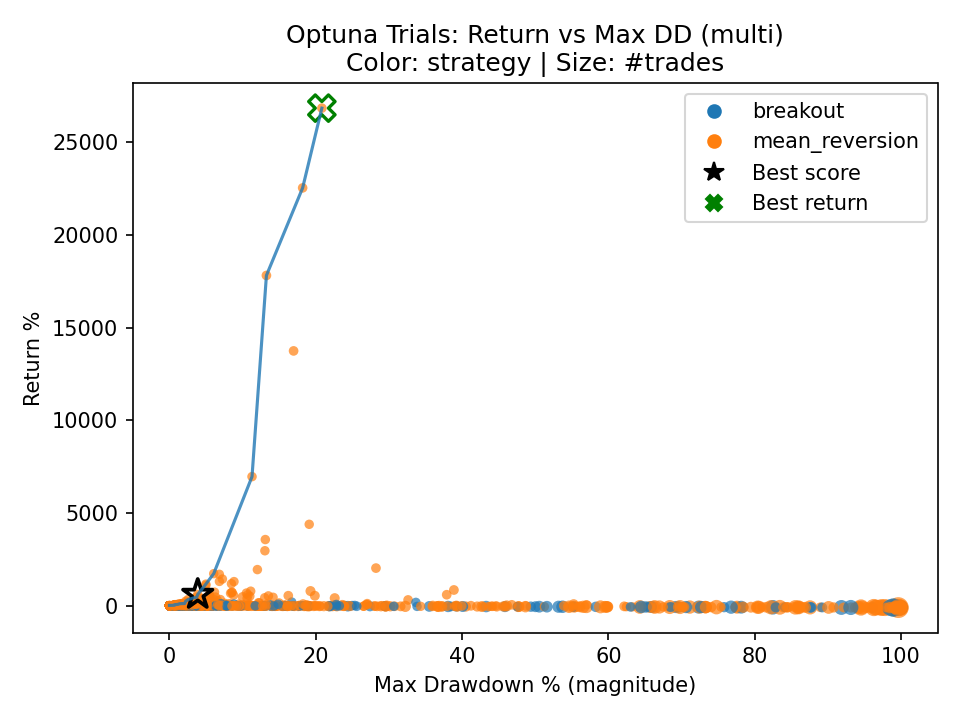 Optuna Trials: Return vs Max DD (multi)
Color: strategy | Size: #trades
breakout
mean_reversion
Best score
Best return
Return %
25000
20000
15000
10000
5000
0
0 20 40 60 80 100
Max Drawdown % (magnitude)